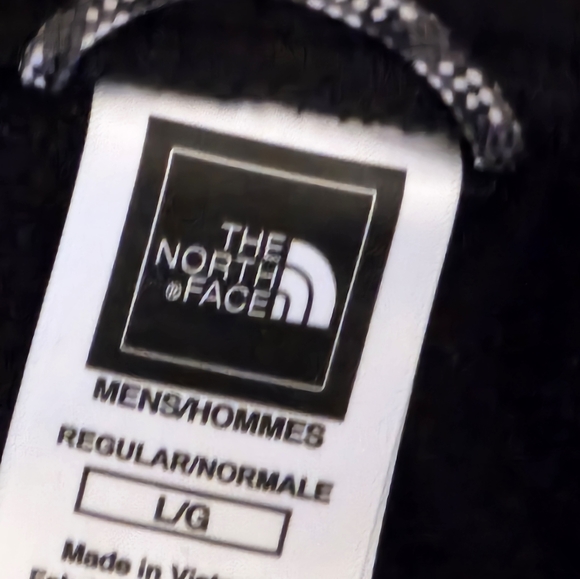 THE
NORTH
®FACE
MENS/HOMMES
REGULAR/NORMALE
L/G
Made in